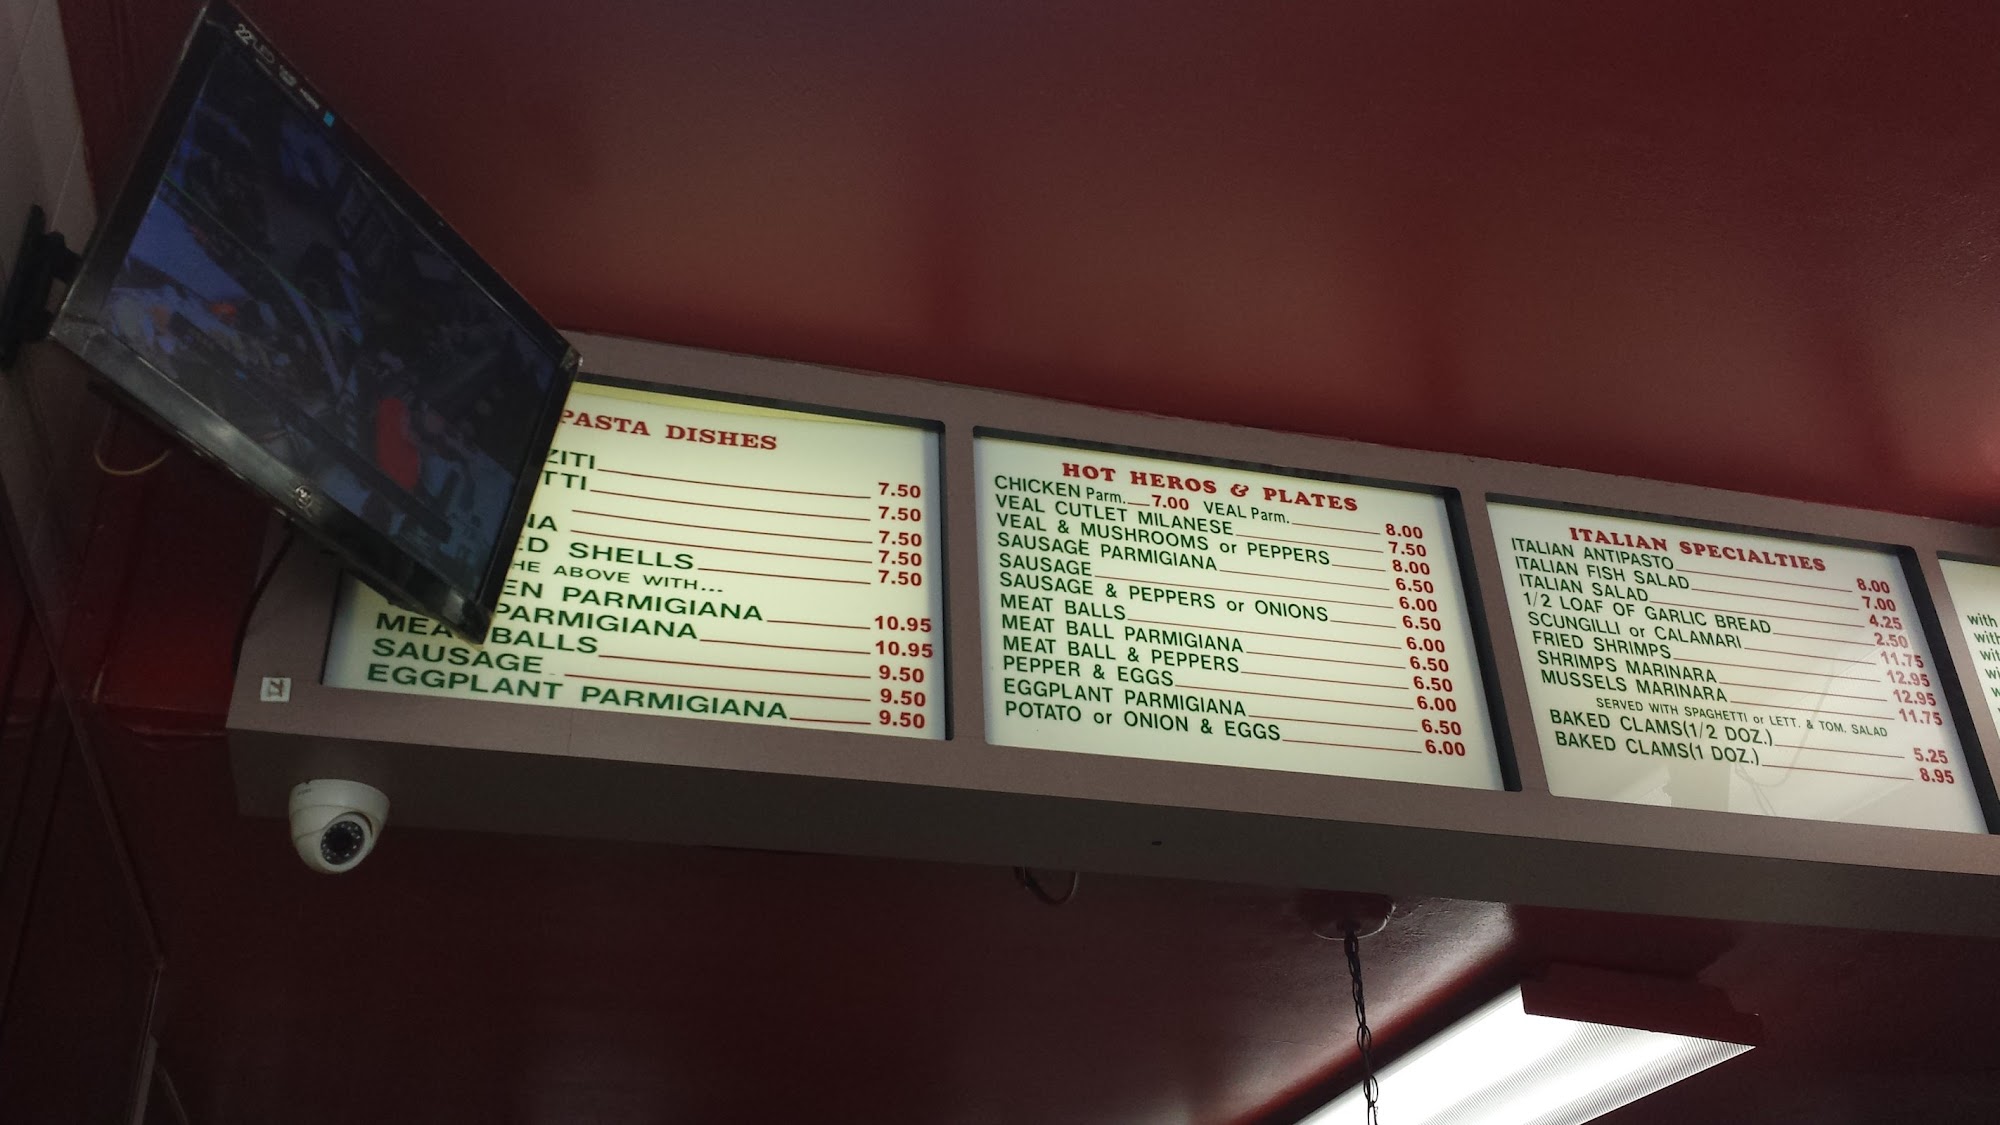 22"LED
PASTA DISHES
ZITI 7.50
TTI 7.50
7.50
NA 7.50
ED SHELLS 7.50
HE ABOVE WITH...
EN PARMIGIANA 10.95
PARMIGIANA 10.95
MEA BALLS 9.50
SAUSAGE 9.50
EGGPLANT PARMIGIANA 9.50
HOT HEROS & PLATES
CHICKEN Parm. 7.00 VEAL Parm. 8.00
VEAL CUTLET MILANESE 7.50
VEAL & MUSHROOMS or PEPPERS 8.00
SAUSAGE PARMIGIANA 6.50
SAUSAGE 6.00
SAUSAGE & PEPPERS or ONIONS 6.50
MEAT BALLS 6.00
MEAT BALL PARMIGIANA 6.50
MEAT BALL & PEPPERS 6.50
PEPPER & EGGS 6.00
EGGPLANT PARMIGIANA 6.50
POTATO or ONION & EGGS 6.00
ITALIAN SPECIALTIES
ITALIAN ANTIPASTO 8.00
ITALIAN FISH SALAD 7.00
ITALIAN SALAD 4.25
1/2 LOAF OF GARLIC BREAD 2.50
SCUNGILLI or CALAMARI 11.75
FRIED SHRIMPS 12.95
SHRIMPS MARINARA 12.95
MUSSELS MARINARA 11.75
SERVED WITH SPAGHETTI or LETT. & TOM. SALAD
BAKED CLAMS(1/2 DOZ.) 5.25
BAKED CLAMS(1 DOZ.) 8.95
with
with
wit
wi
w